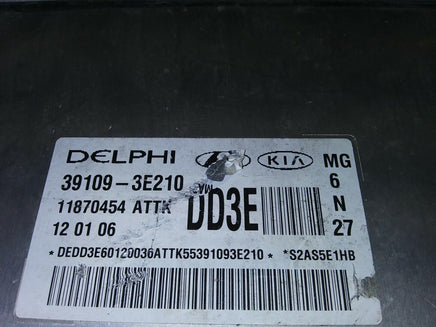 DELPHI KIA MG
39109-3E210 6
11870454 ATTK DD3E N
12 01 06 27
*DEDD3E60120036ATTK55391093E210* *S2AS5E1HB